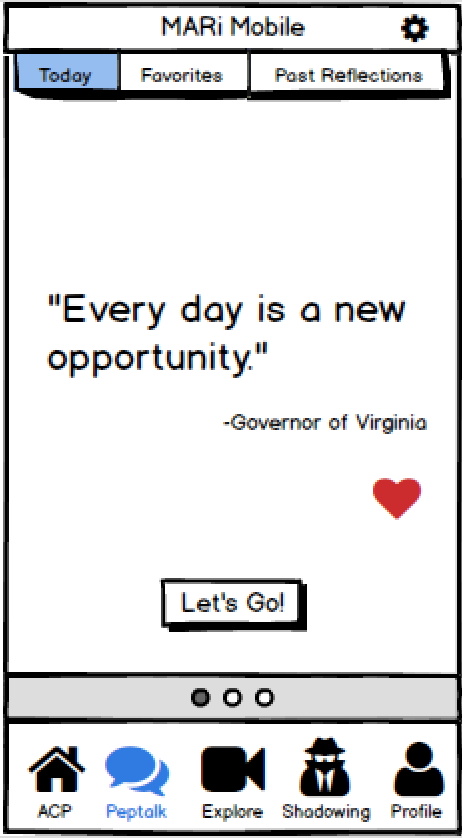 MARi Mobile
Today Favorites Past Reflections
"Every day is a new
opportunity."
-Governor of Virginia
Let's Go!
ACP Peptalk Explore Shadowing Profile